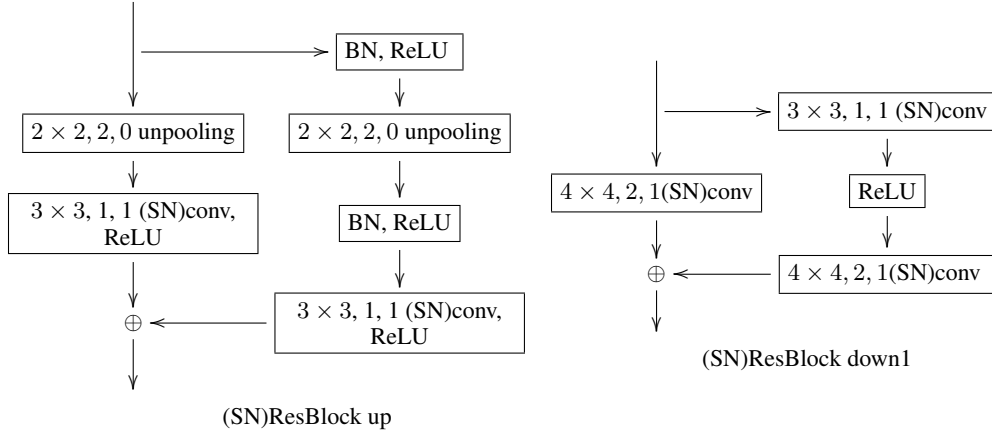 BN, ReLU
2 × 2, 2, 0 unpooling
2 × 2, 2, 0 unpooling
3 × 3, 1, 1 (SN)conv,
ReLU
BN, ReLU
⊕
3 × 3, 1, 1 (SN)conv,
ReLU
(SN)ResBlock up
3 × 3, 1, 1 (SN)conv
4 × 4, 2, 1(SN)conv
ReLU
⊕
4 × 4, 2, 1(SN)conv
(SN)ResBlock down1